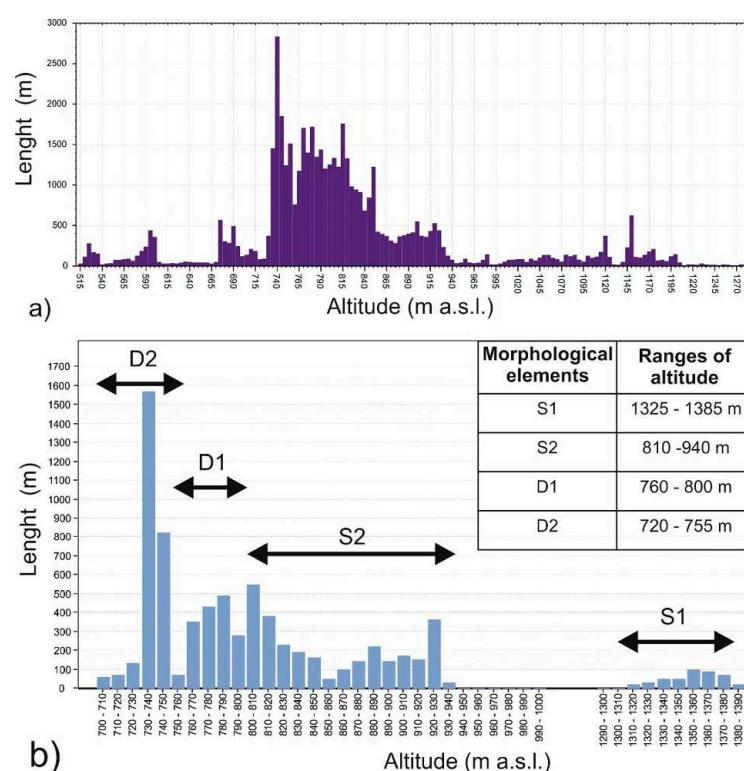 3000
2500
2000
1500
1000
500
0
Lenght (m)
515 540 565 590 615 640 665 690 715 740 765 790 815 840 865 890 915 940 965 995 1020 1045 1070 1095 1120 1145 1170 1195 1220 1245 1270
Altitude (m a.s.l.)
a)
1700
1600
1500
1400
1300
1200
1100
1000
900
800
700
600
500
400
300
200
100
0
Lenght (m)
D2
D1
S2
S1
Morphological elements
Ranges of altitude
S1 1325 - 1385 m
S2 810 -940 m
D1 760 - 800 m
D2 720 - 755 m
700 - 710
710 - 720
720 - 730
730 - 740
740 - 750
750 - 760
760 - 770
770 - 780
780 - 790
790 - 800
800 - 810
810 - 820
820 - 830
830 - 840
840 - 850
850 - 860
860 - 870
870 - 880
880 - 890
890 - 900
900 - 910
910 - 920
920 - 930
930 - 940
940 - 950
950 - 960
960 - 970
970 - 980
980 - 990
990 - 1000
1290 - 1300
1300 - 1310
1310 - 1320
1320 - 1330
1330 - 1340
1340 - 1350
1350 - 1360
1360 - 1370
1370 - 1380
1380 - 1390
Altitude (m a.s.l.)
b)